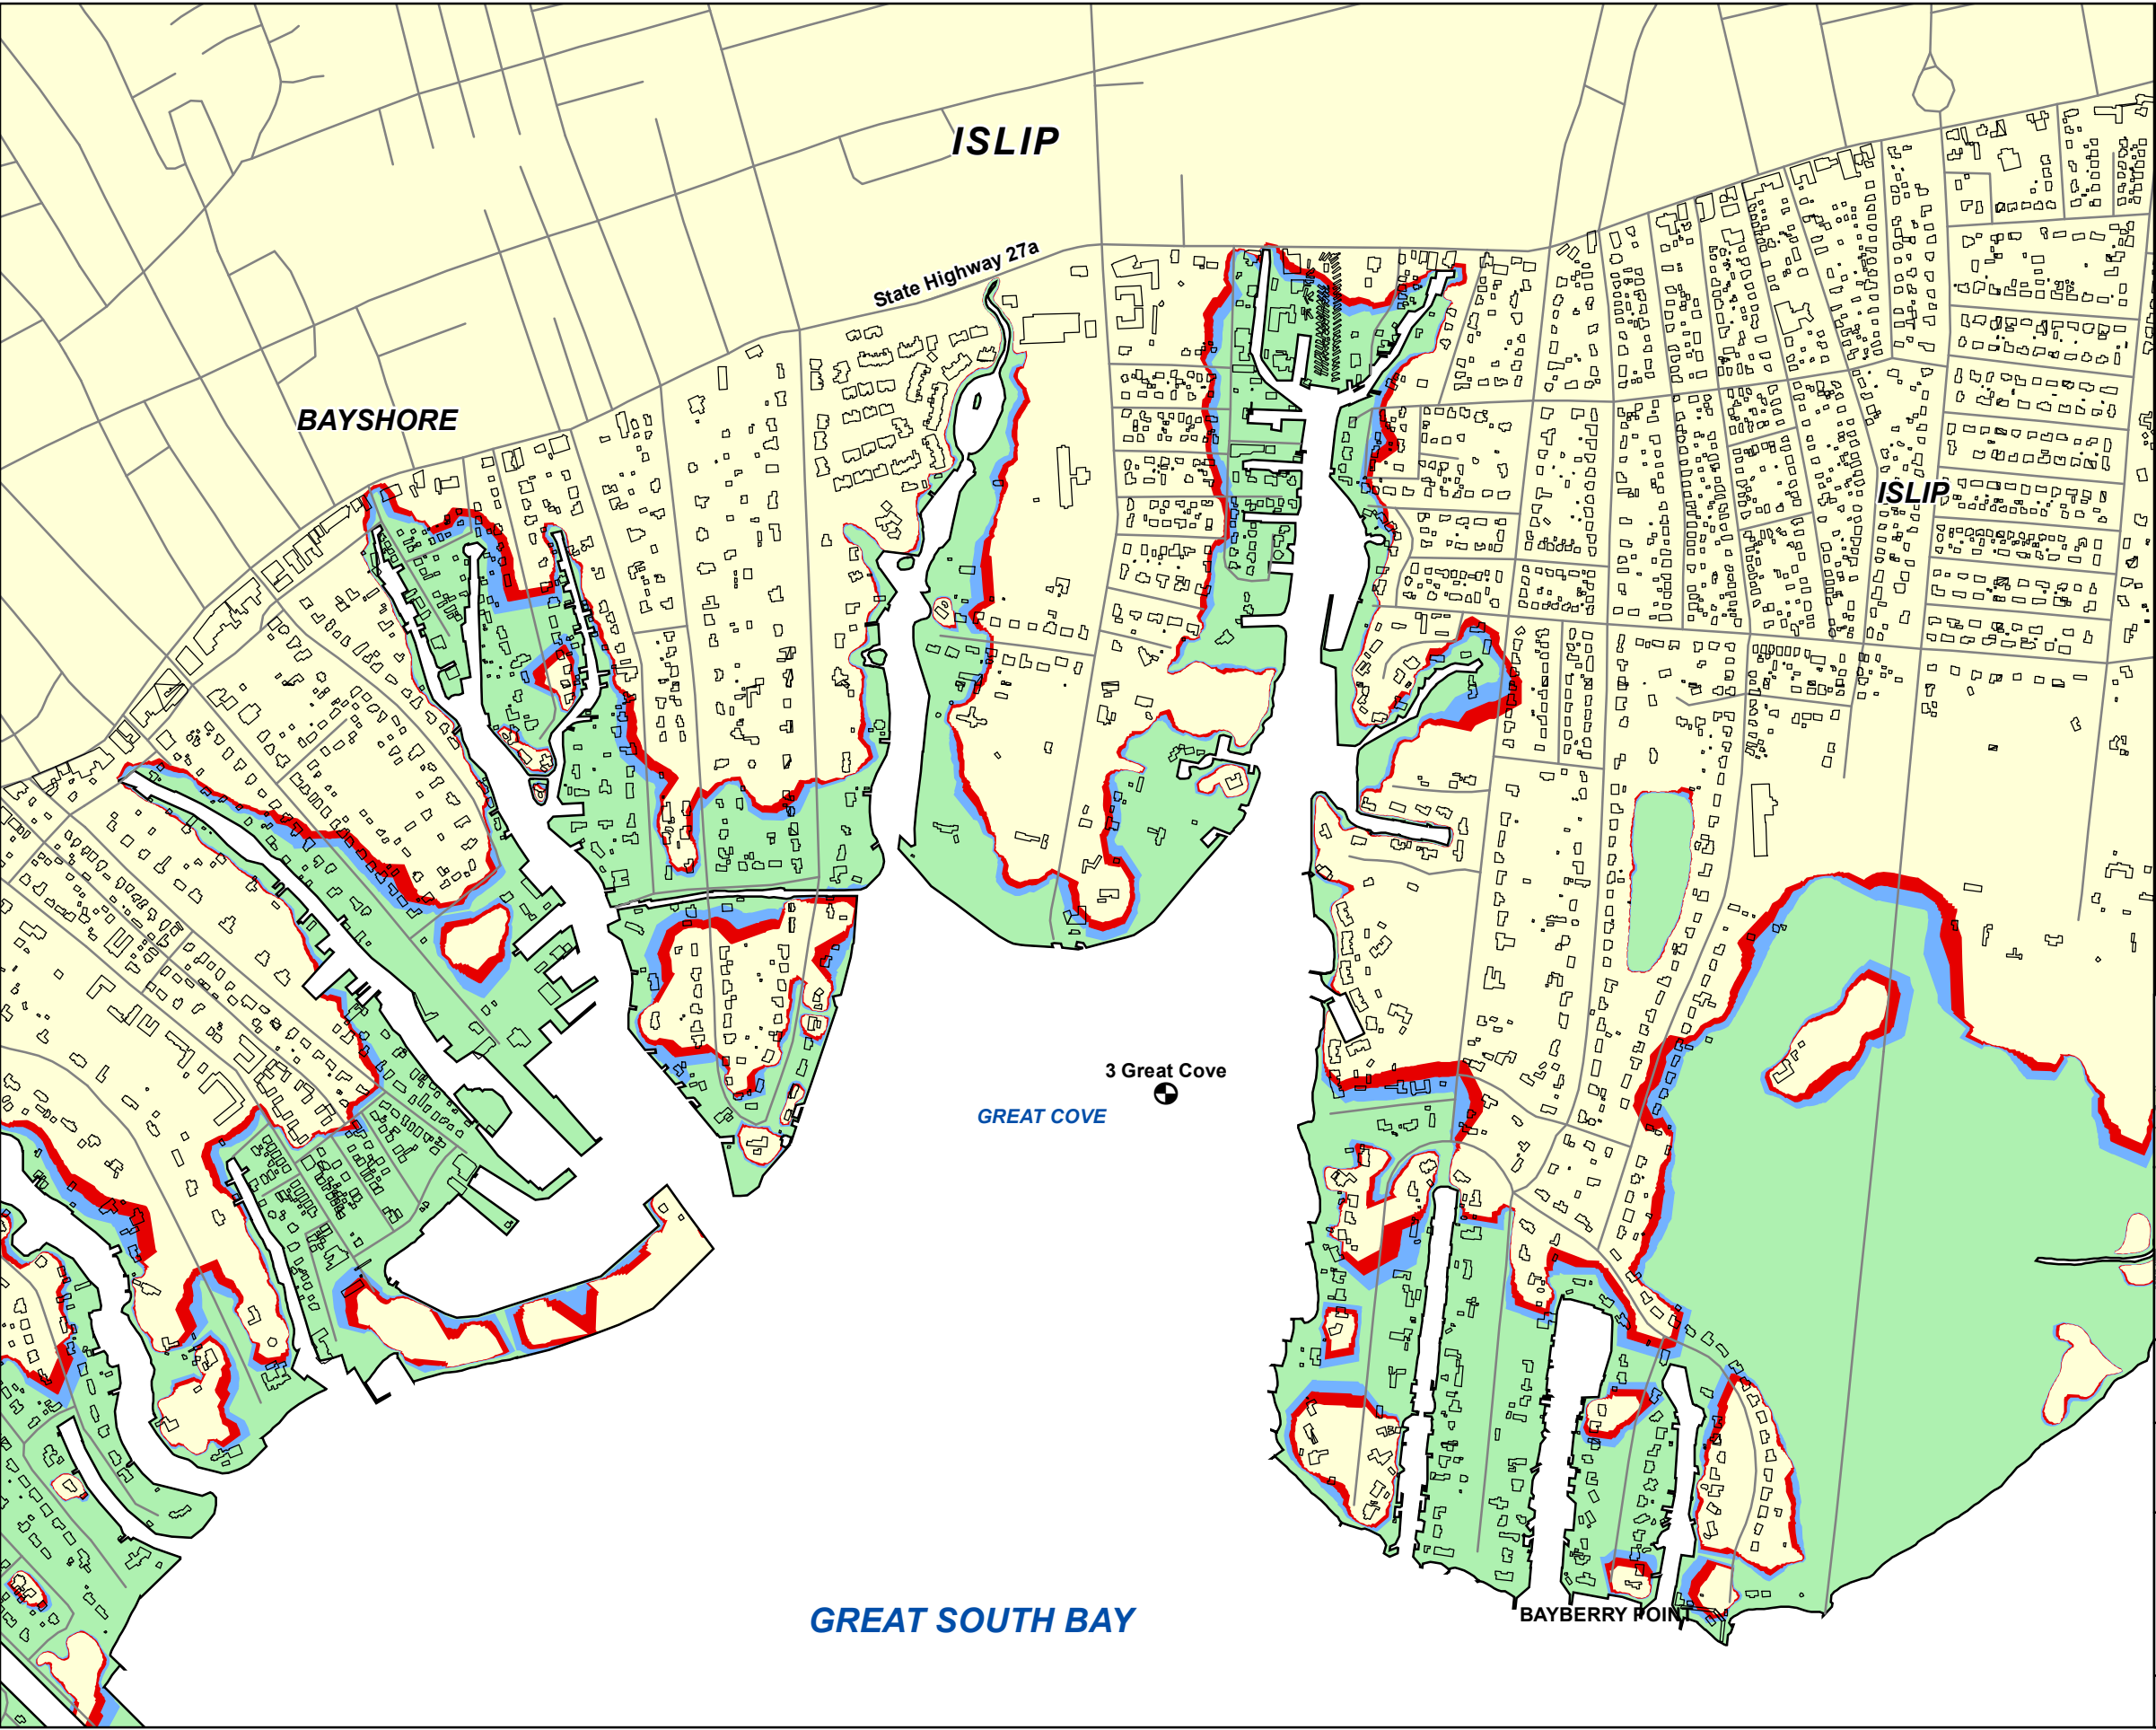 ISLIP
State Highway 27a
BAYSHORE
ISLIP
3 Great Cove
GREAT COVE
GREAT SOUTH BAY
BAYBERRY POINT